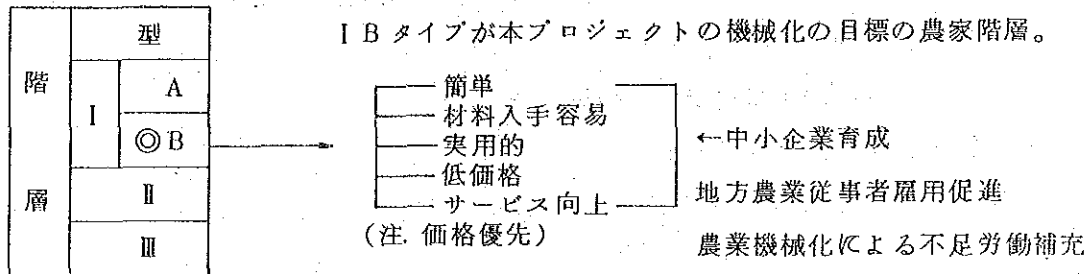 階層
型
I
A
◎B
II
III
IBタイプが本プロジェクトの機械化の目標の農家階層。
簡単
材料入手容易
実用的
低価格
サービス向上
(注.価格優先)
←中小企業育成
地方農業従事者雇用促進
農業機械化による不足労働補充